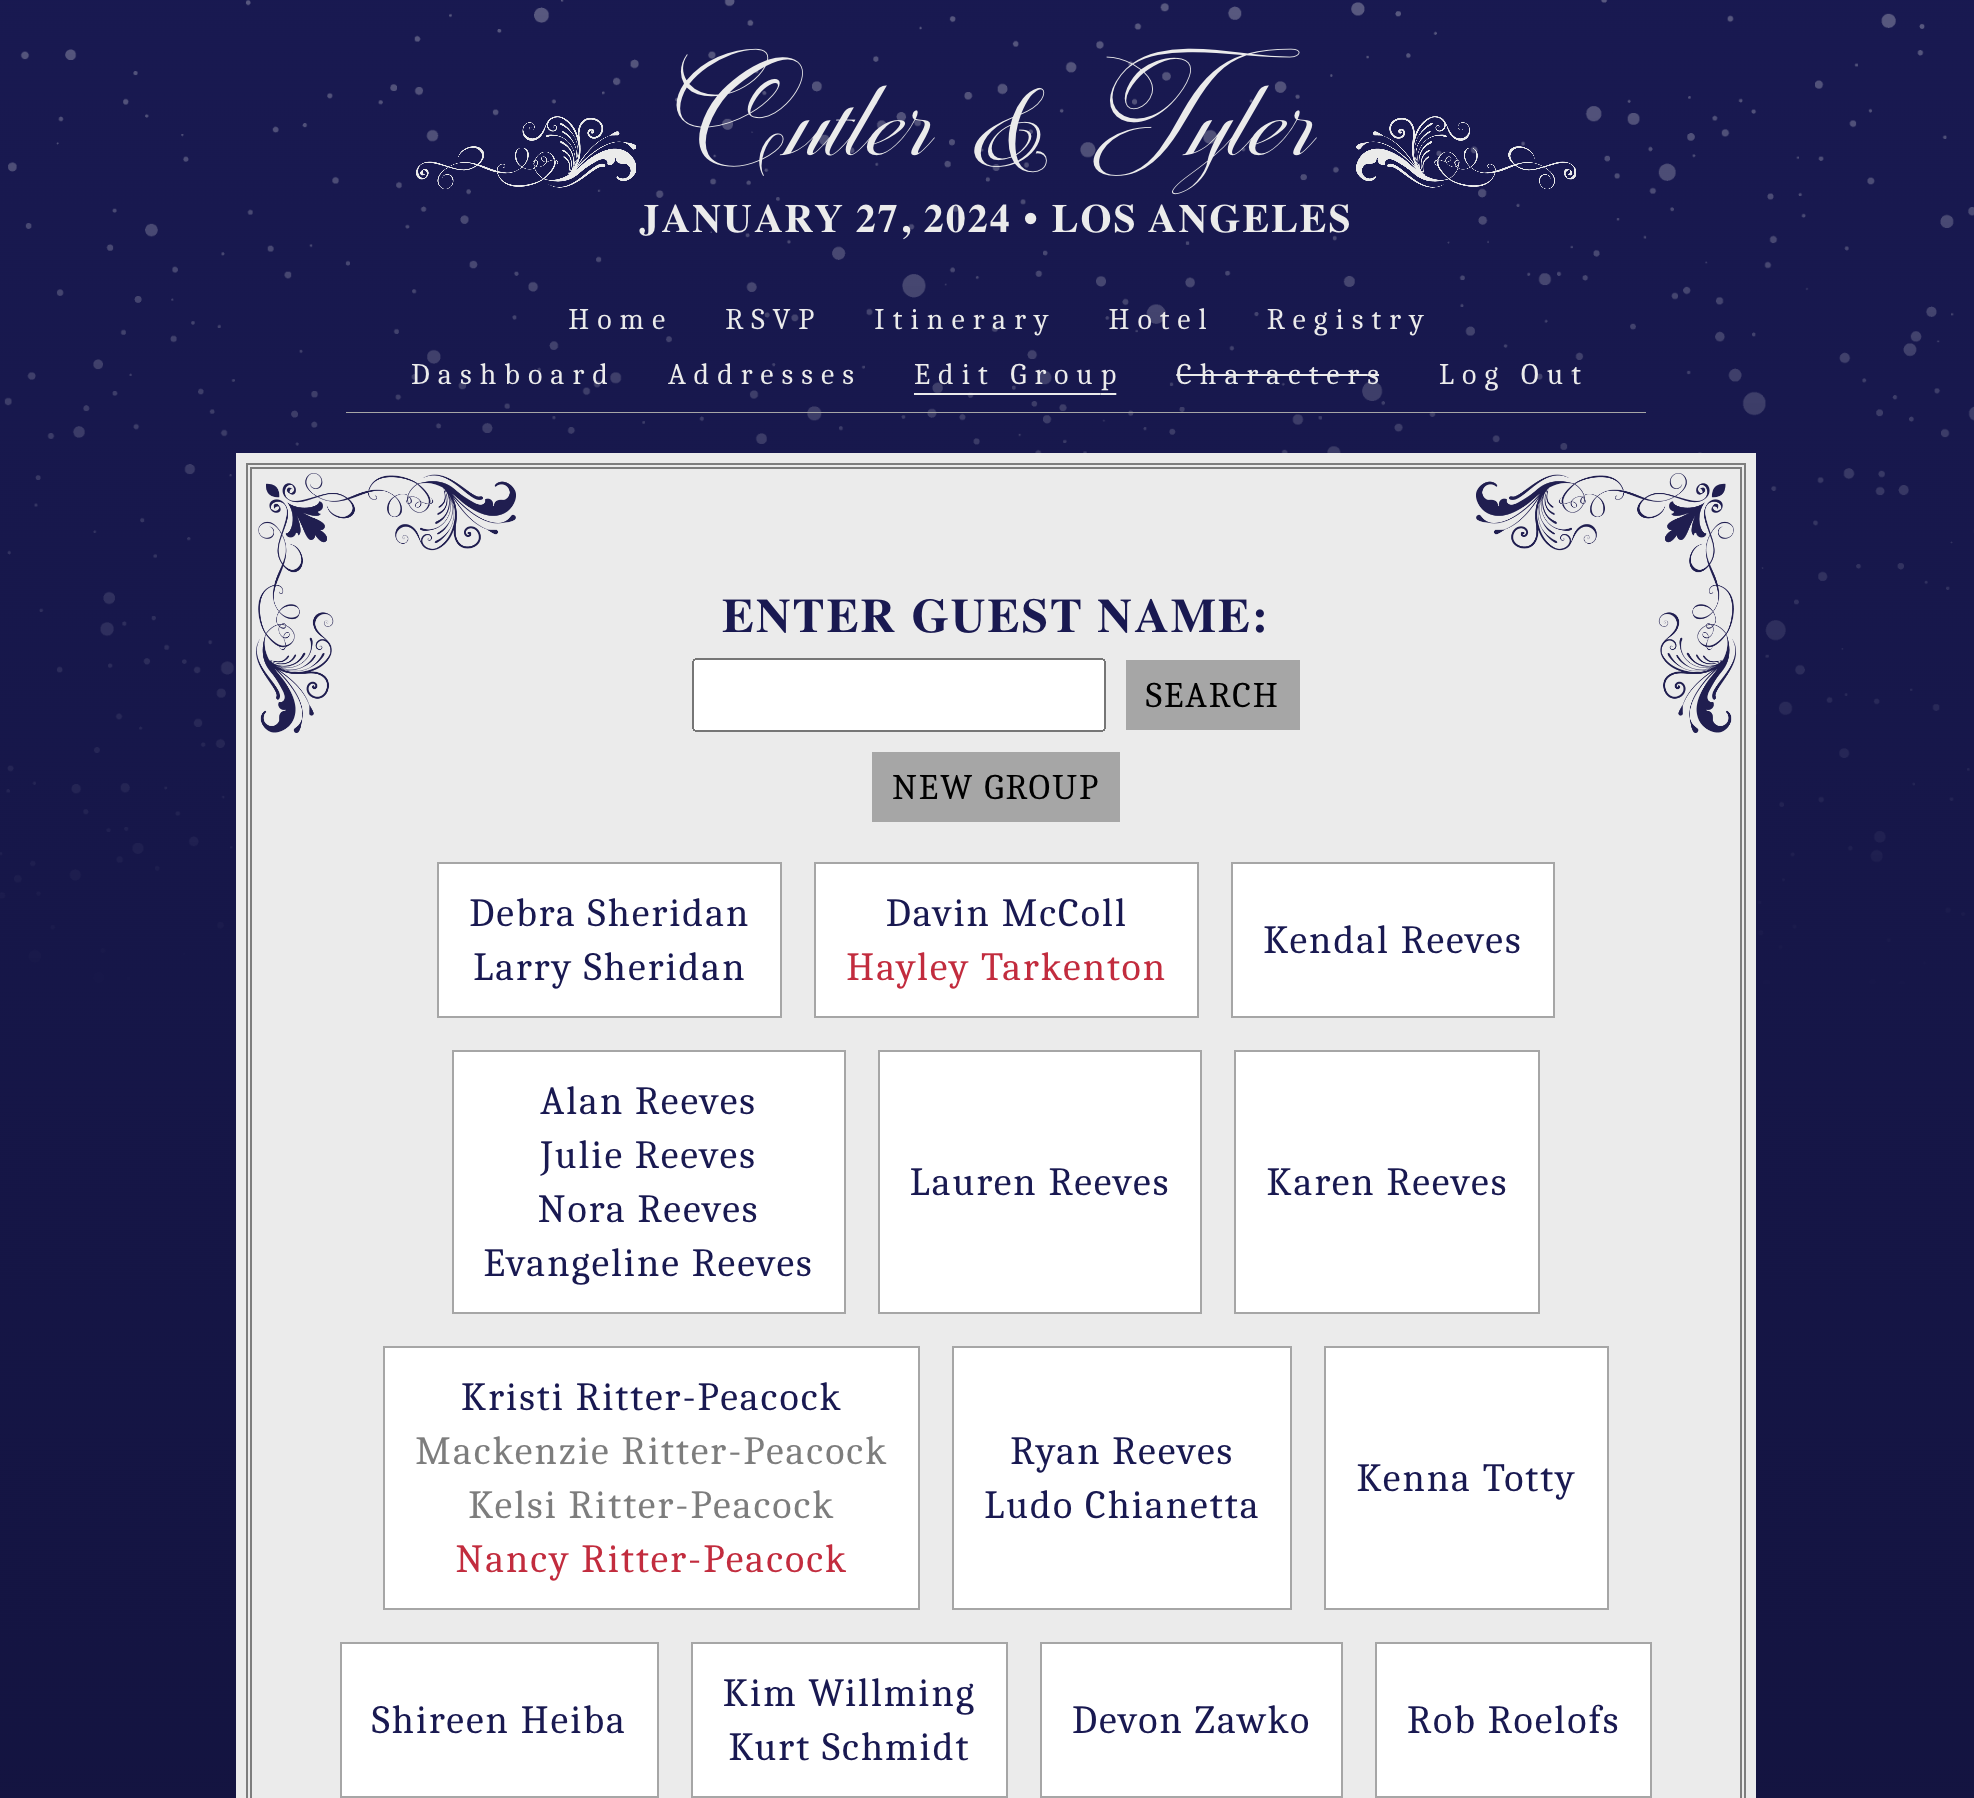 Cutler & Tyler
JANUARY 27, 2024 • LOS ANGELES
Home RSVP Itinerary Hotel Registry
Dashboard Addresses Edit Group Characters Log Out
ENTER GUEST NAME:
SEARCH
NEW GROUP
Debra Sheridan
Larry Sheridan
Davin McColl
Hayley Tarkenton
Kendal Reeves
Alan Reeves
Julie Reeves
Nora Reeves
Evangeline Reeves
Lauren Reeves
Karen Reeves
Kristi Ritter-Peacock
Mackenzie Ritter-Peacock
Kelsi Ritter-Peacock
Nancy Ritter-Peacock
Ryan Reeves
Ludo Chianetta
Kenna Totty
Shireen Heiba
Kim Willming
Kurt Schmidt
Devon Zawko
Rob Roelofs